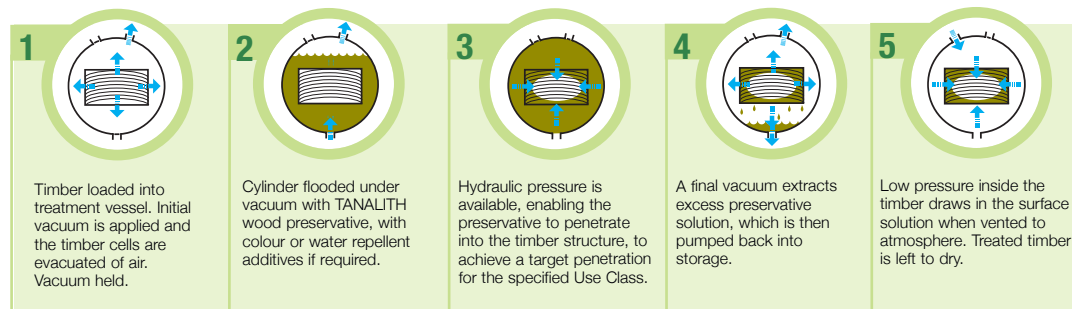 1
Timber loaded into
treatment vessel. Initial
vacuum is applied and
the timber cells are
evacuated of air.
Vacuum held.
2
Cylinder flooded under
vacuum with TANALITH
wood preservative, with
colour or water repellent
additives if required.
3
Hydraulic pressure is
available, enabling the
preservative to penetrate
into the timber structure, to
achieve a target penetration
for the specified Use Class.
4
A final vacuum extracts
excess preservative
solution, which is then
pumped back into
storage.
5
Low pressure inside the
timber draws in the surface
solution when vented to
atmosphere. Treated timber
is left to dry.